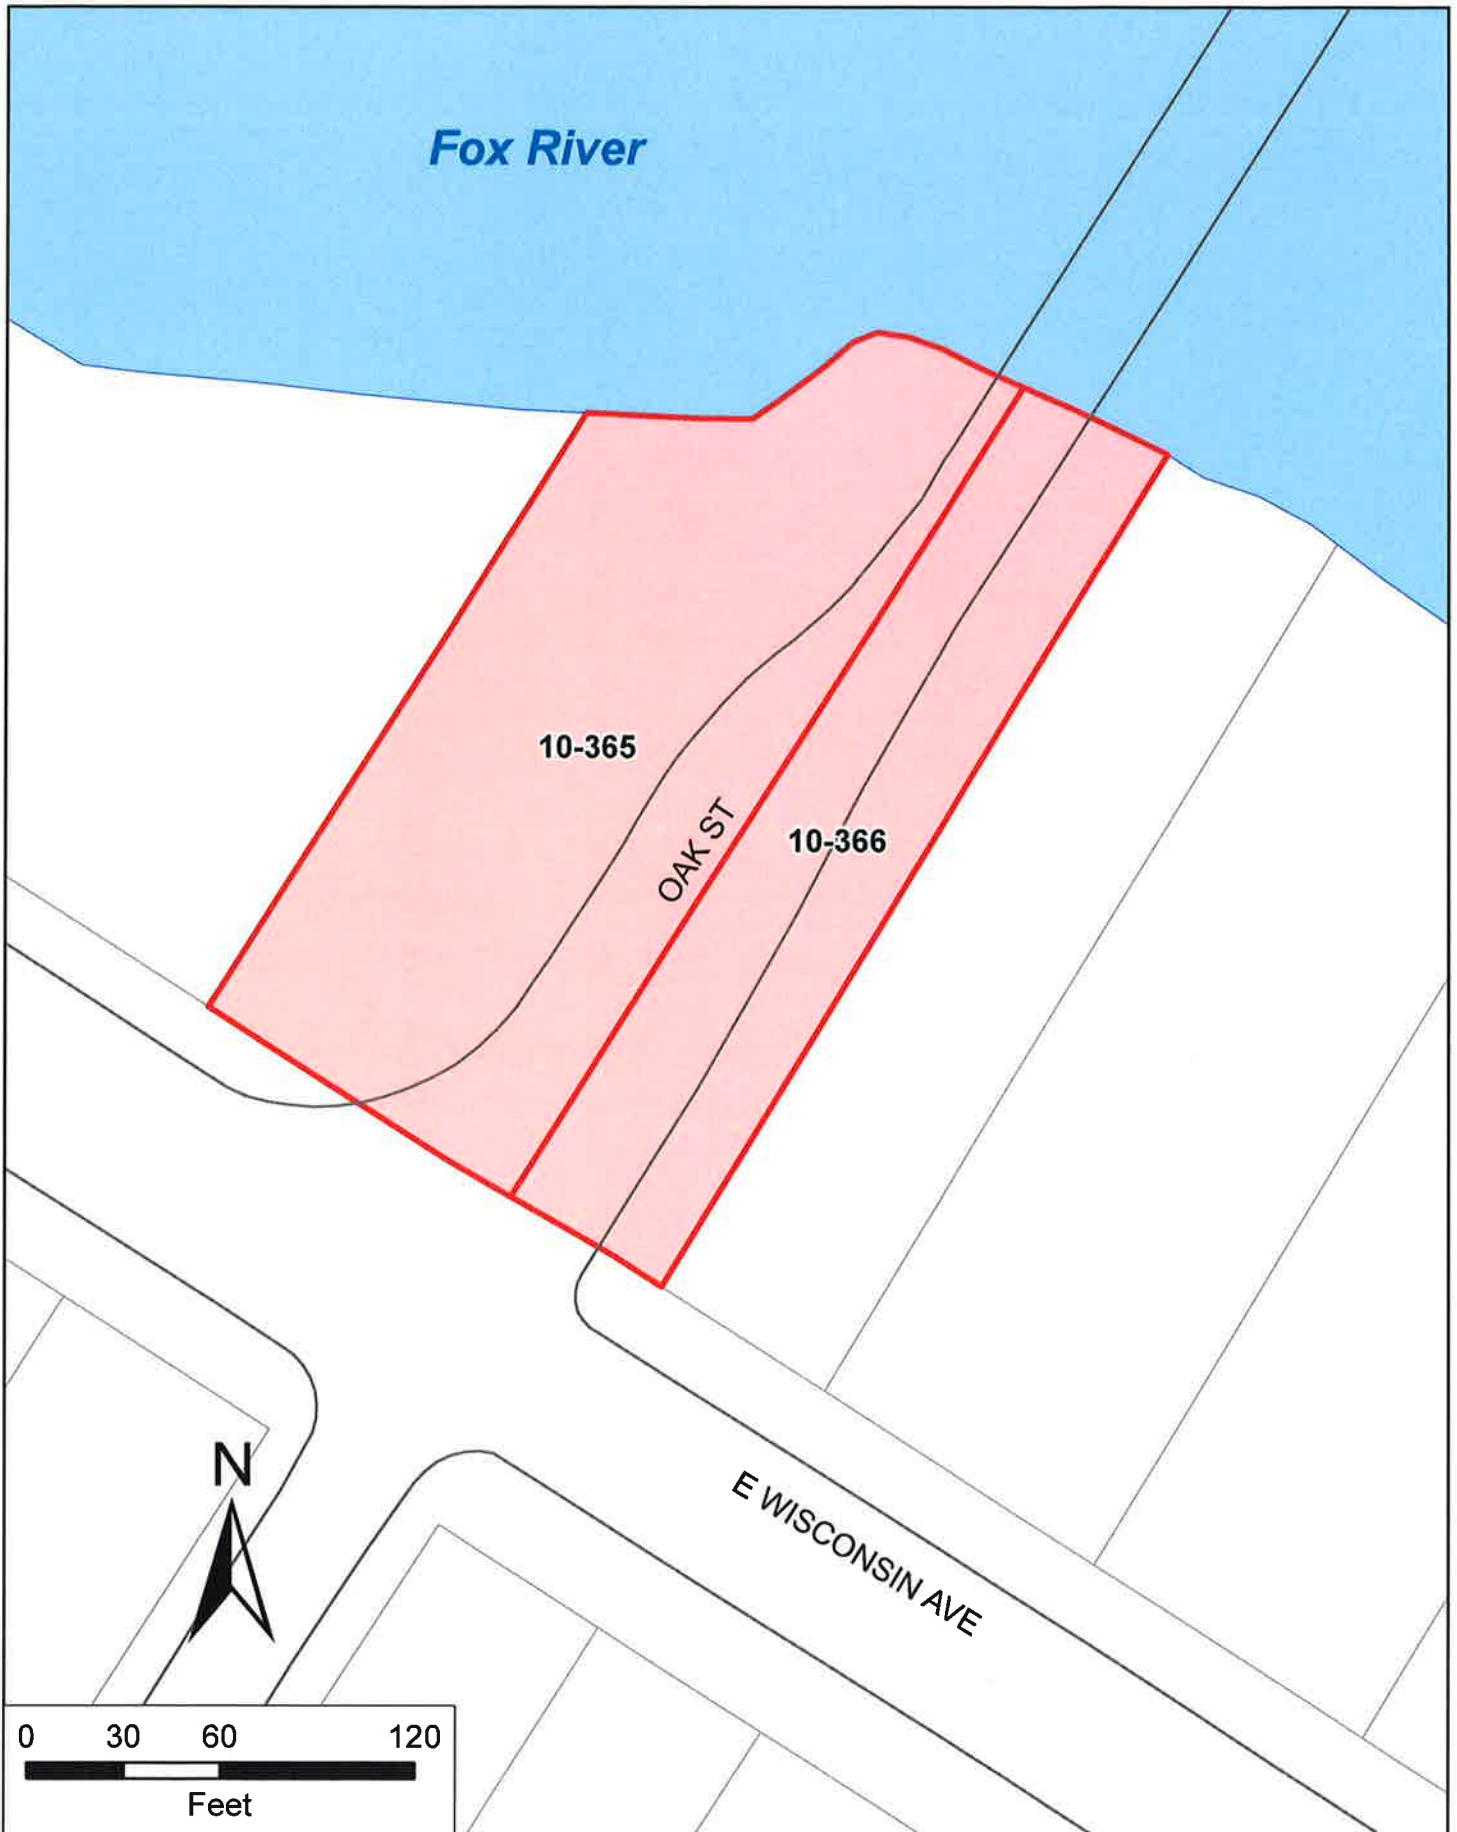 Fox River
10-365
OAK ST
10-366
E WISCONSIN AVE
N
0 30 60 120
Feet